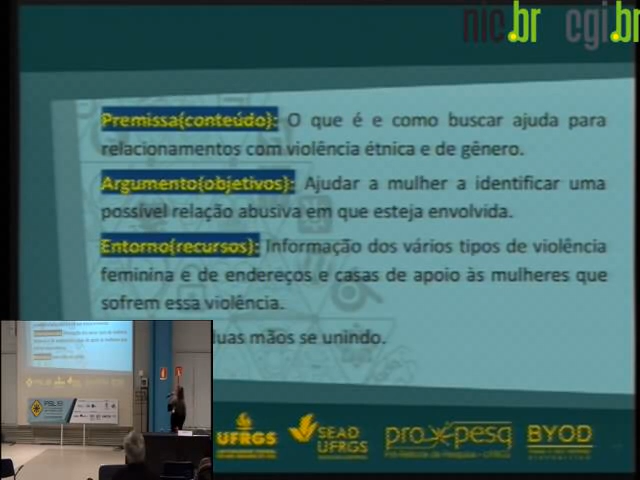 nic.br cgi.br
Premissa(conteúdo): O que é e como buscar ajuda para
relacionamentos com violência étnica e de gênero.
Argumento(objetivos): Ajudar a mulher a identificar uma
possível relação abusiva em que esteja envolvida.
Entorno(recursos): Informação dos vários tipos de violência
feminina e de endereços e casas de apoio às mulheres que
sofrem essa violência.
duas mãos se unindo.
UFRGS
SEAD
UFRGS
pro pesq
BYOD